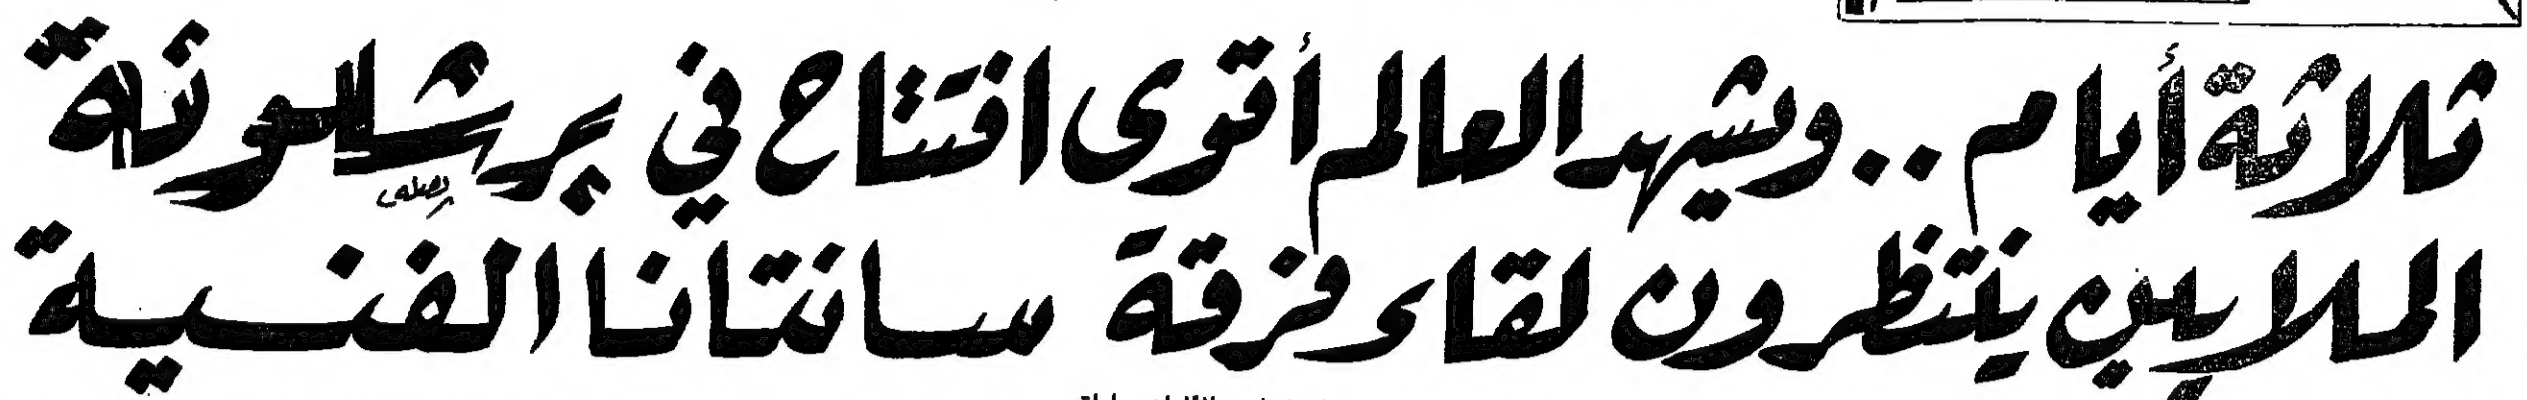 ثلاثة أيام .. ويشهد العالم أقوى افتتاح في برشلونة
الملايين ينتظرون لقاء فرقة سانتانا الفنية